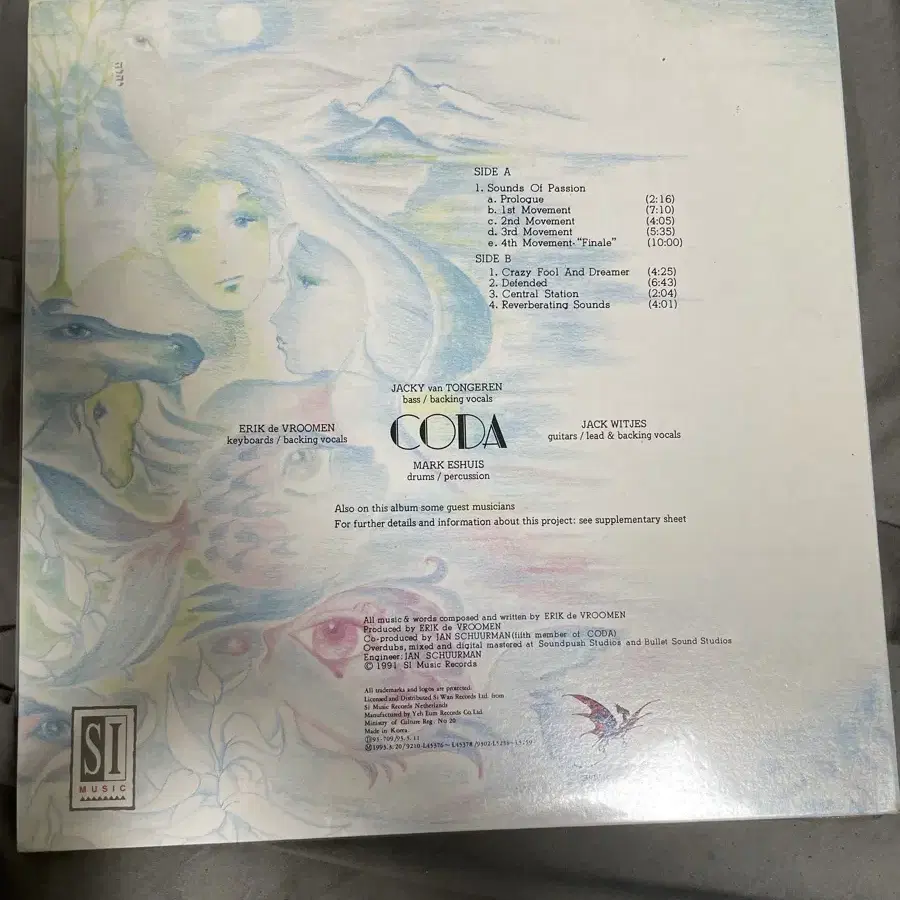 SIDE A
1. Sounds Of Passion
a. Prologue (2:16)
b. 1st Movement (7:10)
c. 2nd Movement (4:05)
d. 3rd Movement (5:35)
e. 4th Movement-"Finale" (10:00)
SIDE B
1. Crazy Fool And Dreamer (4:25)
2. Defended (6:43)
3. Central Station (2:04)
4. Reverberating Sounds (4:01)
JACKY van TONGEREN
bass / backing vocals
ERIK de VROOMEN
keyboards / backing vocals
CODA
JACK WITJES
guitars / lead & backing vocals
MARK ESHUIS
drums / percussion
Also on this album some guest musicians
For further details and information about this project: see supplementary sheet
All music & words composed and written by ERIK de VROOMEN
Produced by ERIK de VROOMEN
Co-produced by JAN SCHUURMAN (fifth member of CODA)
Overdubs, mixed and digital mastered at Soundpush Studios and Bullet Sound Studios
Engineer: JAN SCHUURMAN
© 1991 SI Music Records
All trademarks and logos are protected.
Licensed and Distributed Si Wan Records Ltd. from
Si Music Records Netherlands
Manufactured by Yeh Eum Records Co. Ltd.
Ministry of Culture Reg. No 20
Made in Korea.
SI
MUSIC